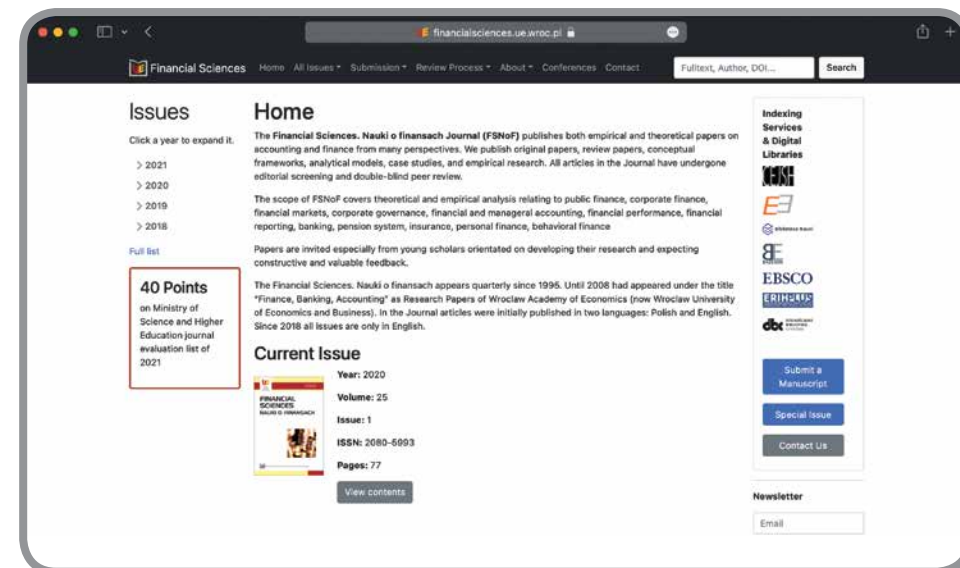 financialsciences.ue.wroc.pl
Financial Sciences
Home All Issues Submission Review Process About Conferences Contact
Fulltext, Author, DOI...
Search
Issues
Click a year to expand it.
2021
2020
2019
2018
Full list
40 Points
on Ministry of
Science and Higher
Education journal
evaluation list of
2021
Home
The Financial Sciences. Nauki o finansach Journal (FSNoF) publishes both empirical and theoretical papers on
accounting and finance from many perspectives. We publish original papers, review papers, conceptual
frameworks, analytical models, case studies, and empirical research. All articles in the Journal have undergone
editorial screening and double-blind peer review.
The scope of FSNoF covers theoretical and empirical analysis relating to public finance, corporate finance,
financial markets, corporate governance, financial and managerial accounting, financial performance, financial
reporting, banking, pension system, insurance, personal finance, behavioral finance
Papers are invited especially from young scholars orientated on developing their research and expecting
constructive and valuable feedback.
The Financial Sciences. Nauki o finansach appears quarterly since 1995. Until 2008 had appeared under the title
"Finance, Banking, Accounting" as Research Papers of Wroclaw Academy of Economics (now Wroclaw University
of Economics and Business). In the Journal articles were initially published in two languages: Polish and English.
Since 2018 all issues are only in English.
Current Issue
FINANCIAL
SCIENCES
NAUKI O FINANSACH
Year: 2020
Volume: 25
Issue: 1
ISSN: 2080-5993
Pages: 77
View contents
Indexing
Services
& Digital
Libraries
CEJSH
EBSCO
ERIHPLUS
dbc
Submit a
Manuscript
Special Issue
Contact Us
Newsletter
Email